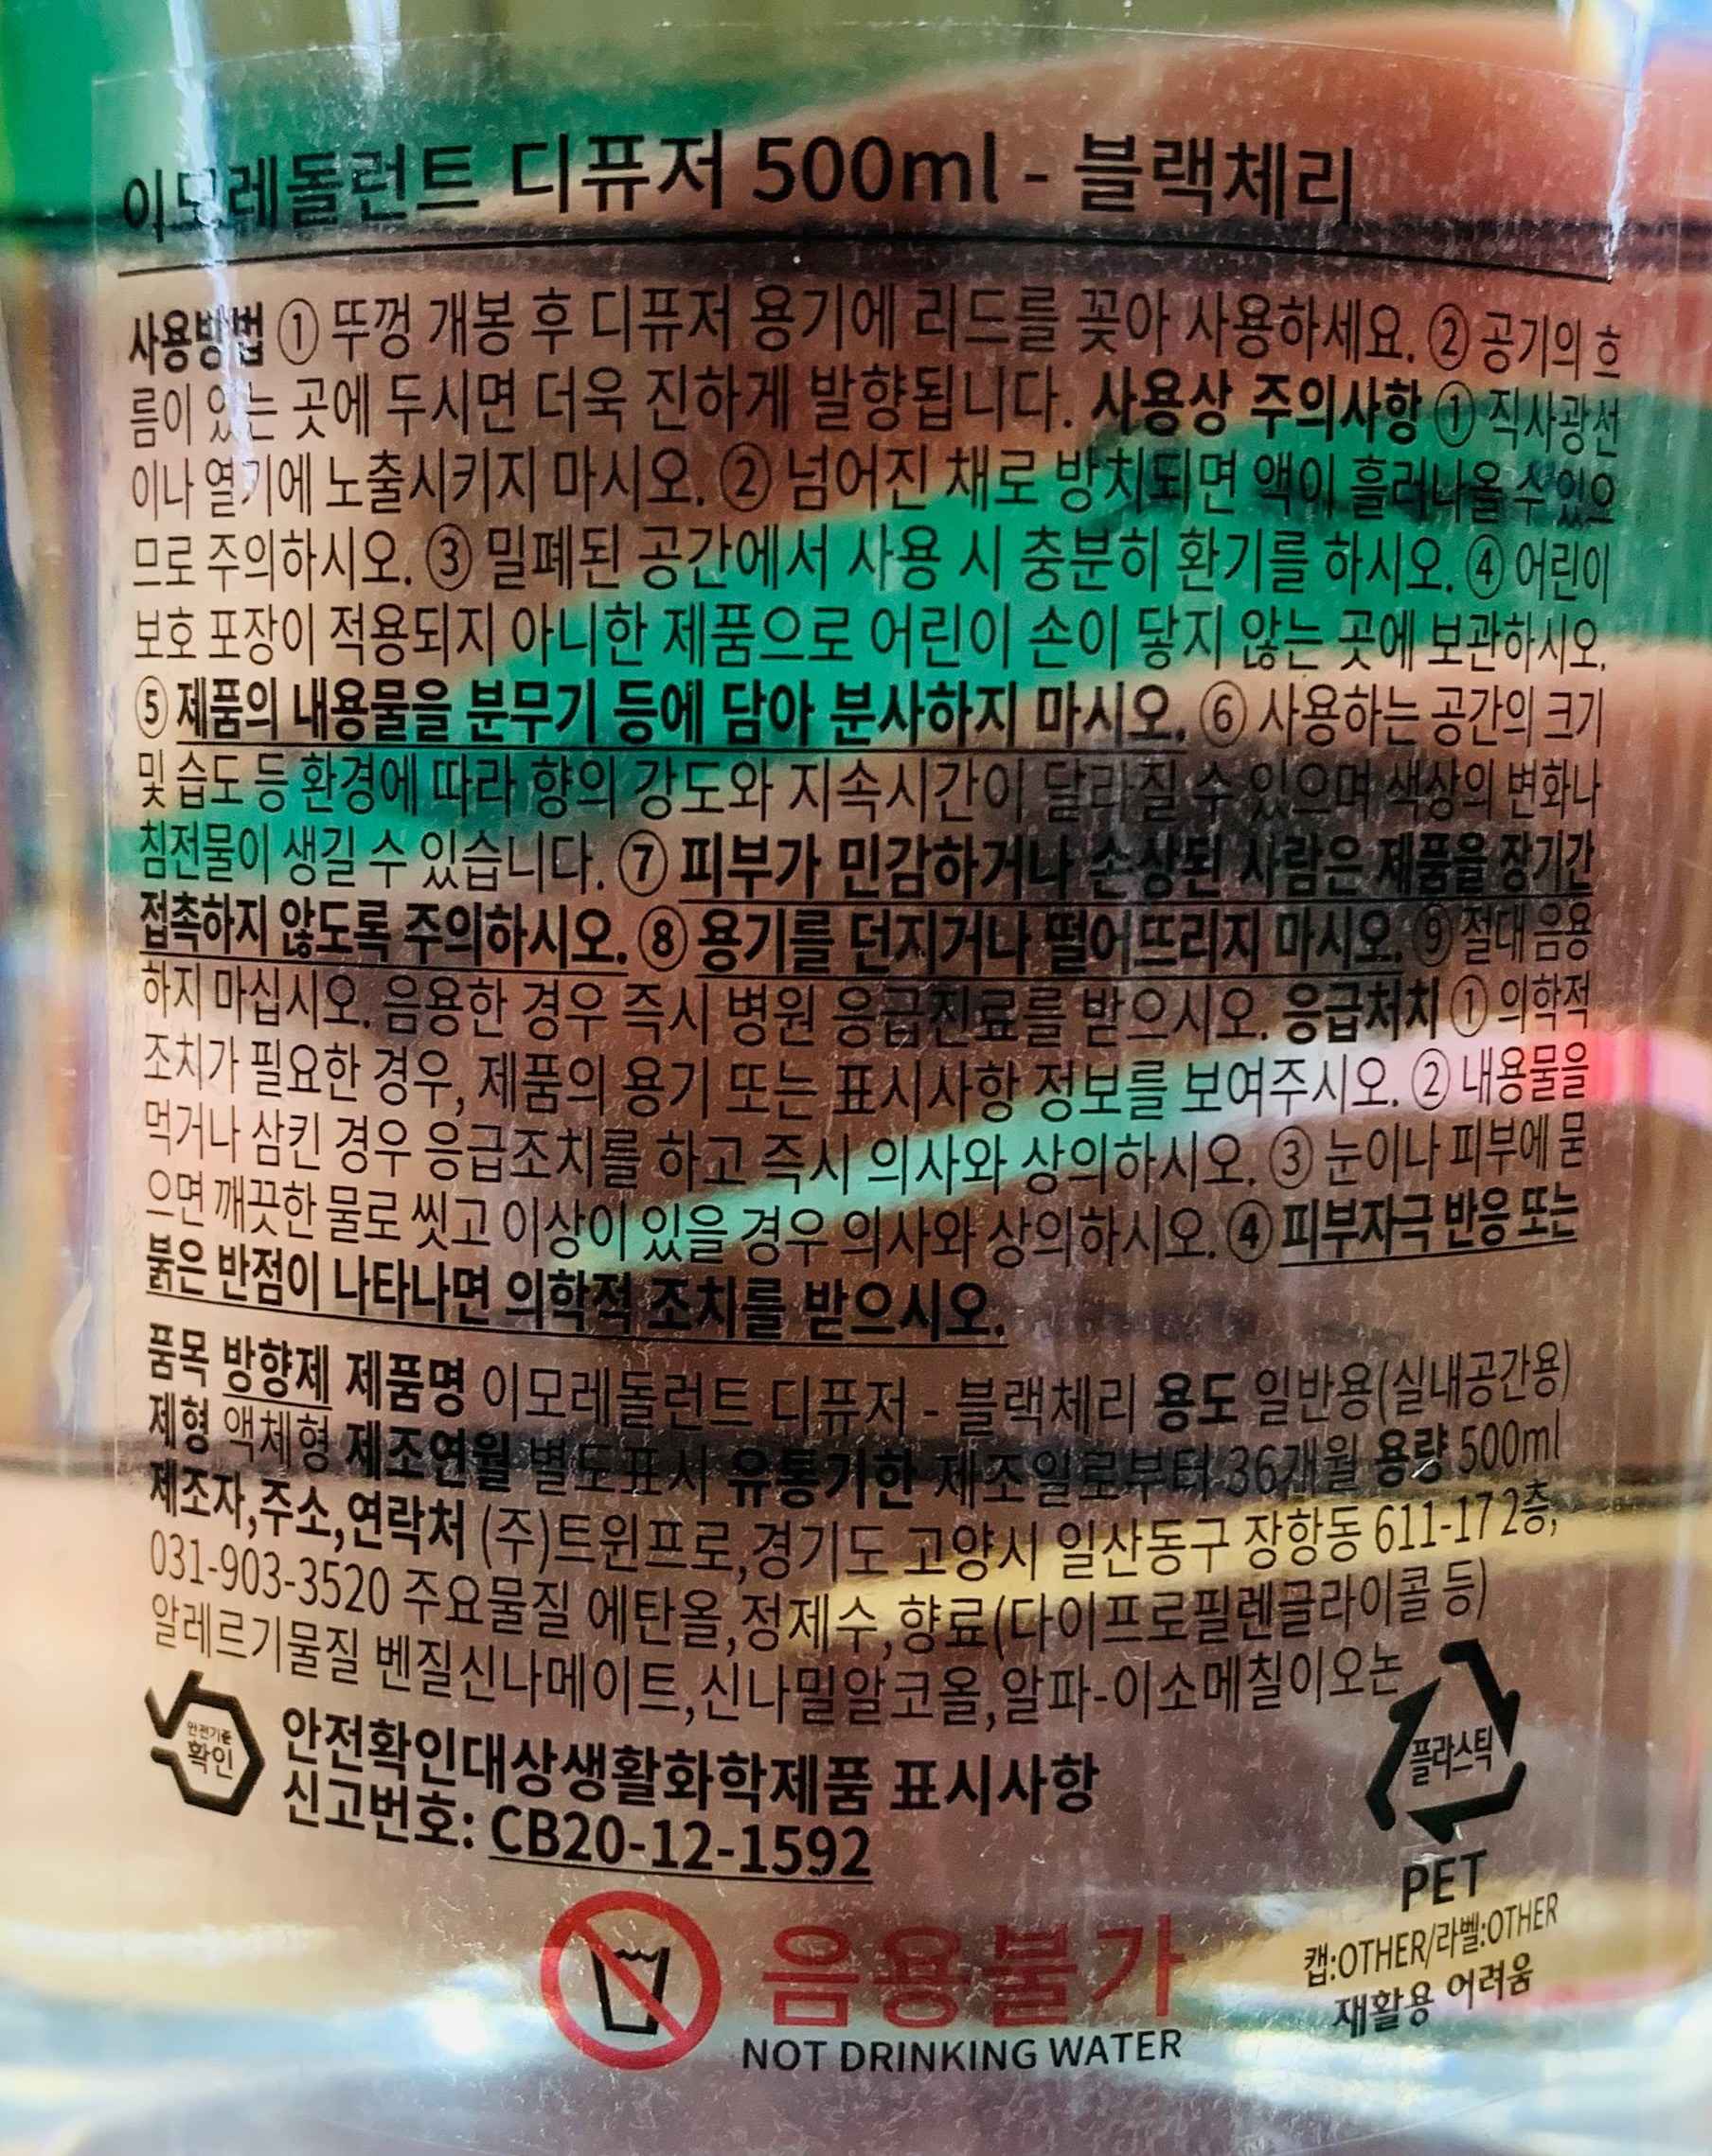 이모레돌런트 디퓨저 500ml - 블랙체리
사용방법 ① 뚜껑 개봉 후 디퓨저 용기에 리드를 꽂아 사용하세요. ② 공기의 흐
름이 있는 곳에 두시면 더욱 진하게 발향됩니다. 사용상 주의사항 ① 직사광선
이나 열기에 노출시키지 마시오. ② 넘어진 채로 방치되면 액이 흘러나올 수 있으
므로 주의하시오. ③ 밀폐된 공간에서 사용 시 충분히 환기를 하시오. ④ 어린이
보호 포장이 적용되지 아니한 제품으로 어린이 손이 닿지 않는 곳에 보관하시오.
⑤ 제품의 내용물을 분무기 등에 담아 분사하지 마시오. ⑥ 사용하는 공간의 크기
및 습도 등 환경에 따라 향의 강도와 지속시간이 달라질 수 있으며 색상의 변화나
침전물이 생길 수 있습니다. ⑦ 피부가 민감하거나 손상된 사람은 제품을 장기간
접촉하지 않도록 주의하시오. ⑧ 용기를 던지거나 떨어뜨리지 마시오. ⑨ 절대 음용
하지 마십시오. 음용한 경우 즉시 병원 응급진료를 받으시오. 응급처치 ① 의학적
조치가 필요한 경우, 제품의 용기 또는 표시사항 정보를 보여주시오. ② 내용물을
먹거나 삼킨 경우 응급조치를 하고 즉시 의사와 상의하시오. ③ 눈이나 피부에 묻
으면 깨끗한 물로 씻고 이상이 있을 경우 의사와 상의하시오. ④ 피부자극 반응 또는
붉은 반점이 나타나면 의학적 조치를 받으시오.
품목 방향제 제품명 이모레돌런트 디퓨저 - 블랙체리 용도 일반용(실내공간용)
제형 액체형 제조연월 별도표시 유통기한 제조일로부터 36개월 용량 500ml
제조자,주소,연락처 (주)트윈프로,경기도 고양시 일산동구 장항동 611-17 2층,
031-903-3520 주요물질 에탄올,정제수,향료(다이프로필렌글라이콜 등)
알레르기물질 벤질신나메이트,신나밀알코올,알파-이소메칠이오논
안전기준
확인
안전확인대상생활화학제품 표시사항
신고번호: CB20-12-1592
플라스틱
PET
캡:OTHER/라벨:OTHER
재활용 어려움
음용불가
NOT DRINKING WATER